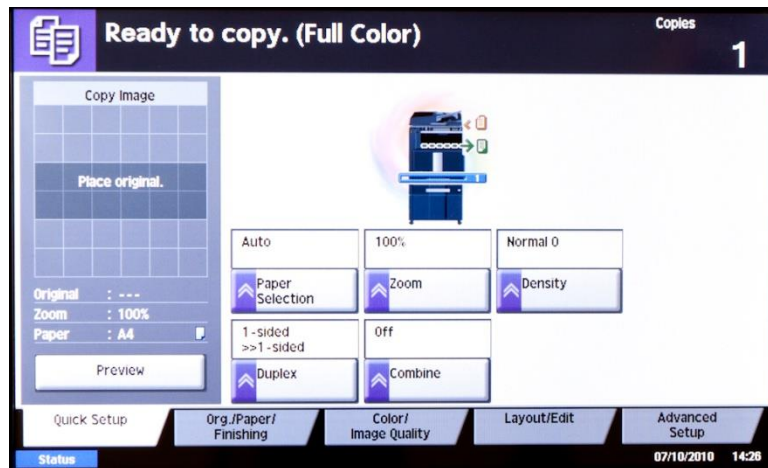 Ready to copy. (Full Color)
Copies
1
Copy Image
Place original.
Original : ---
Zoom : 100%
Paper : A4
Preview
1
Auto
Paper
Selection
100%
Zoom
Normal 0
Density
1-sided
>>1-sided
Duplex
Off
Combine
Quick Setup
Org./Paper/
Finishing
Color/
Image Quality
Layout/Edit
Advanced
Setup
Status
07/10/2010 14:26